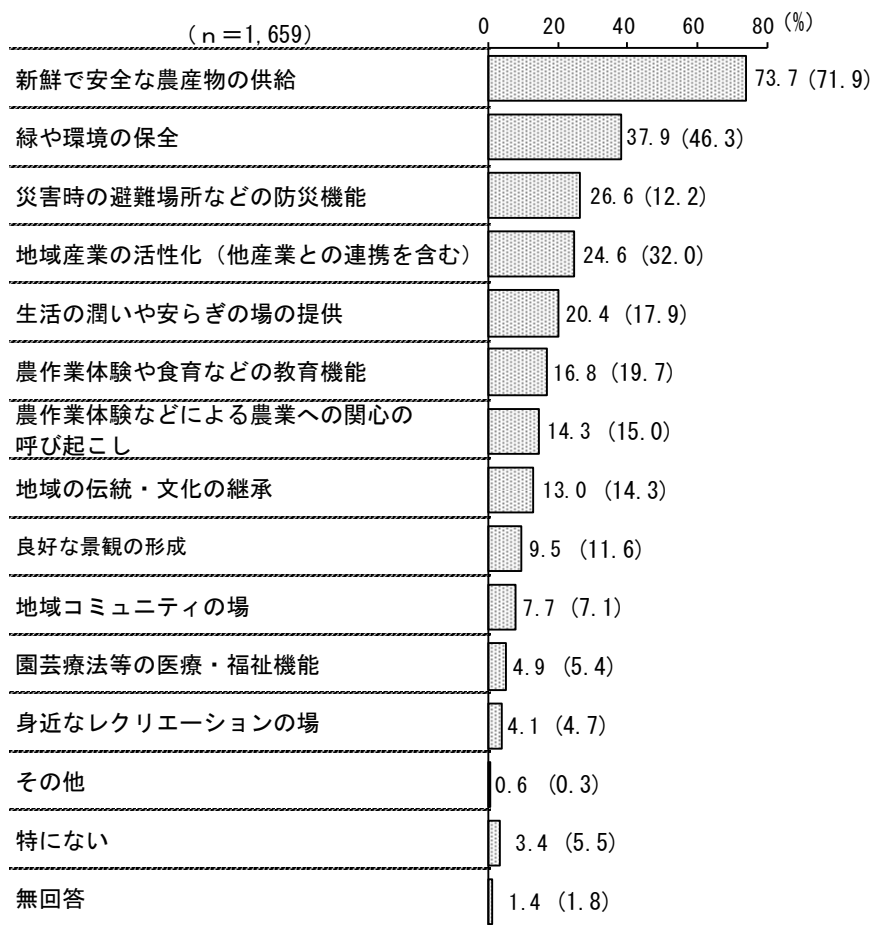 （ｎ＝1,659）
0 20 40 60 80 (%)
新鮮で安全な農産物の供給 73.7 (71.9)
緑や環境の保全 37.9 (46.3)
災害時の避難場所などの防災機能 26.6 (12.2)
地域産業の活性化（他産業との連携を含む） 24.6 (32.0)
生活の潤いや安らぎの場の提供 20.4 (17.9)
農作業体験や食育などの教育機能 16.8 (19.7)
農作業体験などによる農業への関心の
呼び起こし 14.3 (15.0)
地域の伝統・文化の継承 13.0 (14.3)
良好な景観の形成 9.5 (11.6)
地域コミュニティの場 7.7 (7.1)
園芸療法等の医療・福祉機能 4.9 (5.4)
身近なレクリエーションの場 4.1 (4.7)
その他 0.6 (0.3)
特にない 3.4 (5.5)
無回答 1.4 (1.8)